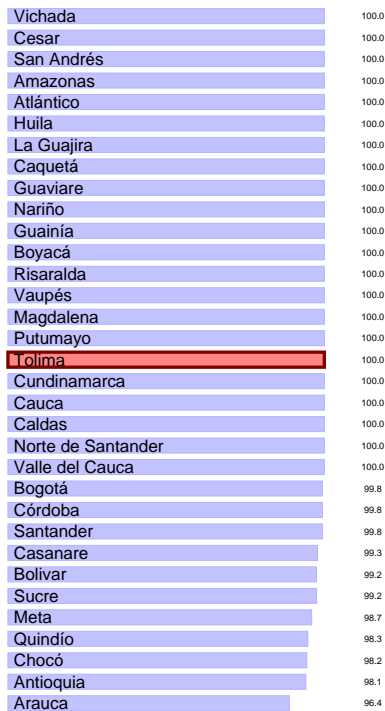 Vichada 100.0
Cesar 100.0
San Andrés 100.0
Amazonas 100.0
Atlántico 100.0
Huila 100.0
La Guajira 100.0
Caquetá 100.0
Guaviare 100.0
Nariño 100.0
Guainía 100.0
Boyacá 100.0
Risaralda 100.0
Vaupés 100.0
Magdalena 100.0
Putumayo 100.0
Tolima 100.0
Cundinamarca 100.0
Cauca 100.0
Caldas 100.0
Norte de Santander 100.0
Valle del Cauca 100.0
Bogotá 99.8
Córdoba 99.8
Santander 99.8
Casanare 99.3
Bolivar 99.2
Sucre 99.2
Meta 98.7
Quindío 98.3
Chocó 98.2
Antioquia 98.1
Arauca 96.4